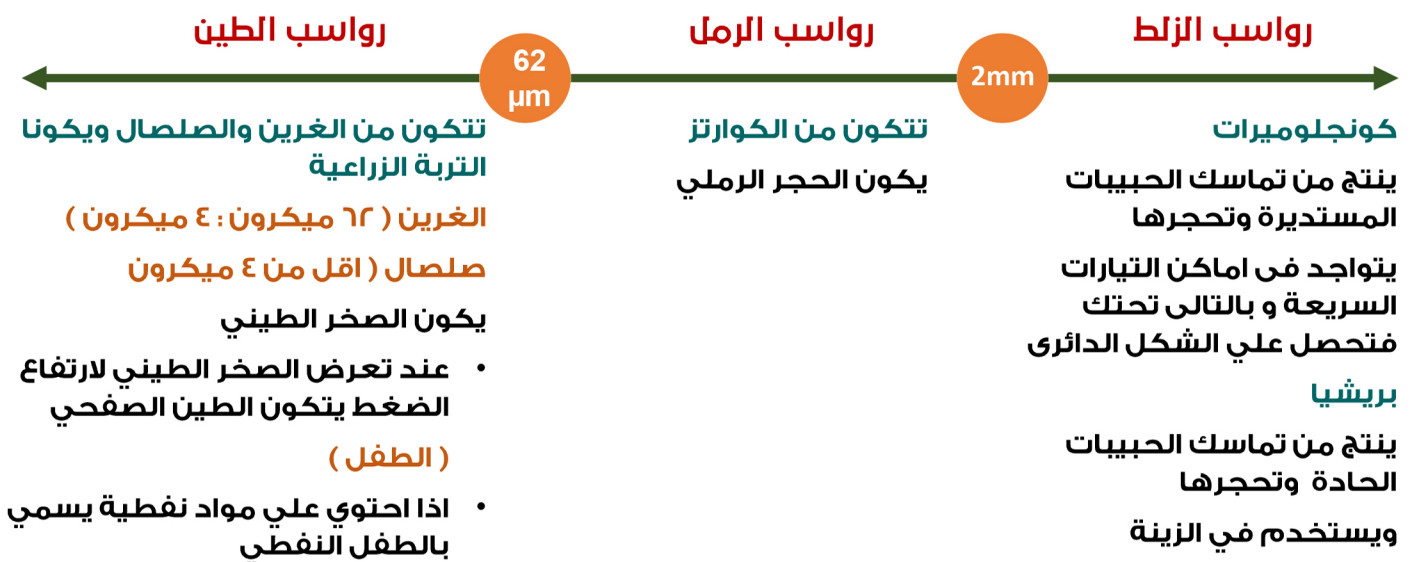 رواسب الزلط
2mm
رواسب الرمل
62
µm
رواسب الطين
كونجلوميرات
ينتج من تماسك الحبيبات
المستديرة وتحجرها
يتواجد فى اماكن التيارات
السريعة و بالتالى تحتك
فتحصل علي الشكل الدائرى
بريشيا
ينتج من تماسك الحبيبات
الحادة وتحجرها
ويستخدم في الزينة
تتكون من الكوارتز
يكون الحجر الرملي
تتكون من الغرين والصلصال ويكونا
التربة الزراعية
الغرين ( ٦٢ ميكرون : ٤ ميكرون )
صلصال ( اقل من ٤ ميكرون
يكون الصخر الطيني
• عند تعرض الصخر الطيني لارتفاع
الضغط يتكون الطين الصفحي
( الطفل )
• اذا احتوي علي مواد نفطية يسمي
بالطفل النفطي